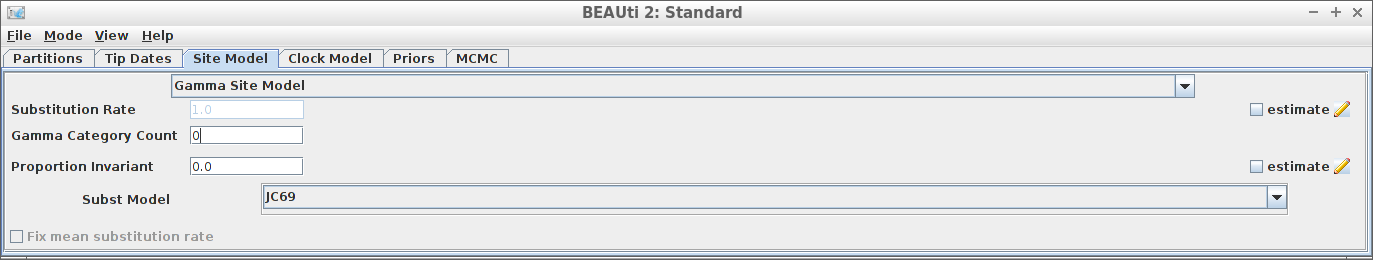 BEAUti 2: Standard
File Mode View Help
Partitions Tip Dates Site Model Clock Model Priors MCMC
Gamma Site Model
Substitution Rate 1.0 estimate
Gamma Category Count 0
Proportion Invariant 0.0 estimate
Subst Model JC69
Fix mean substitution rate